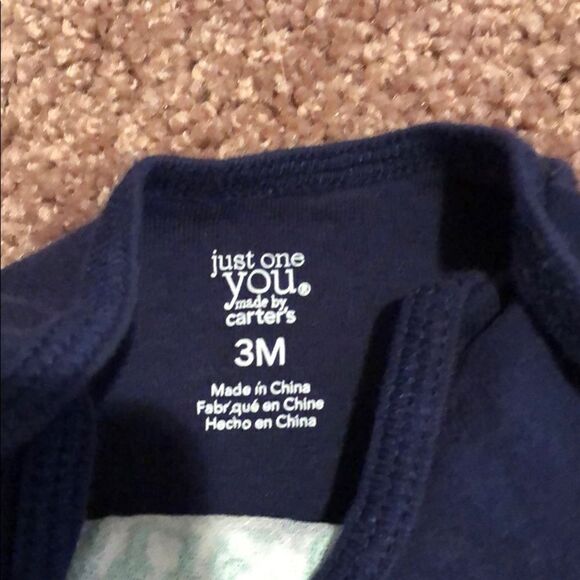 just one
you®
made by
carter's
3M
Made in China
Fabriqué en Chine
Hecho en China